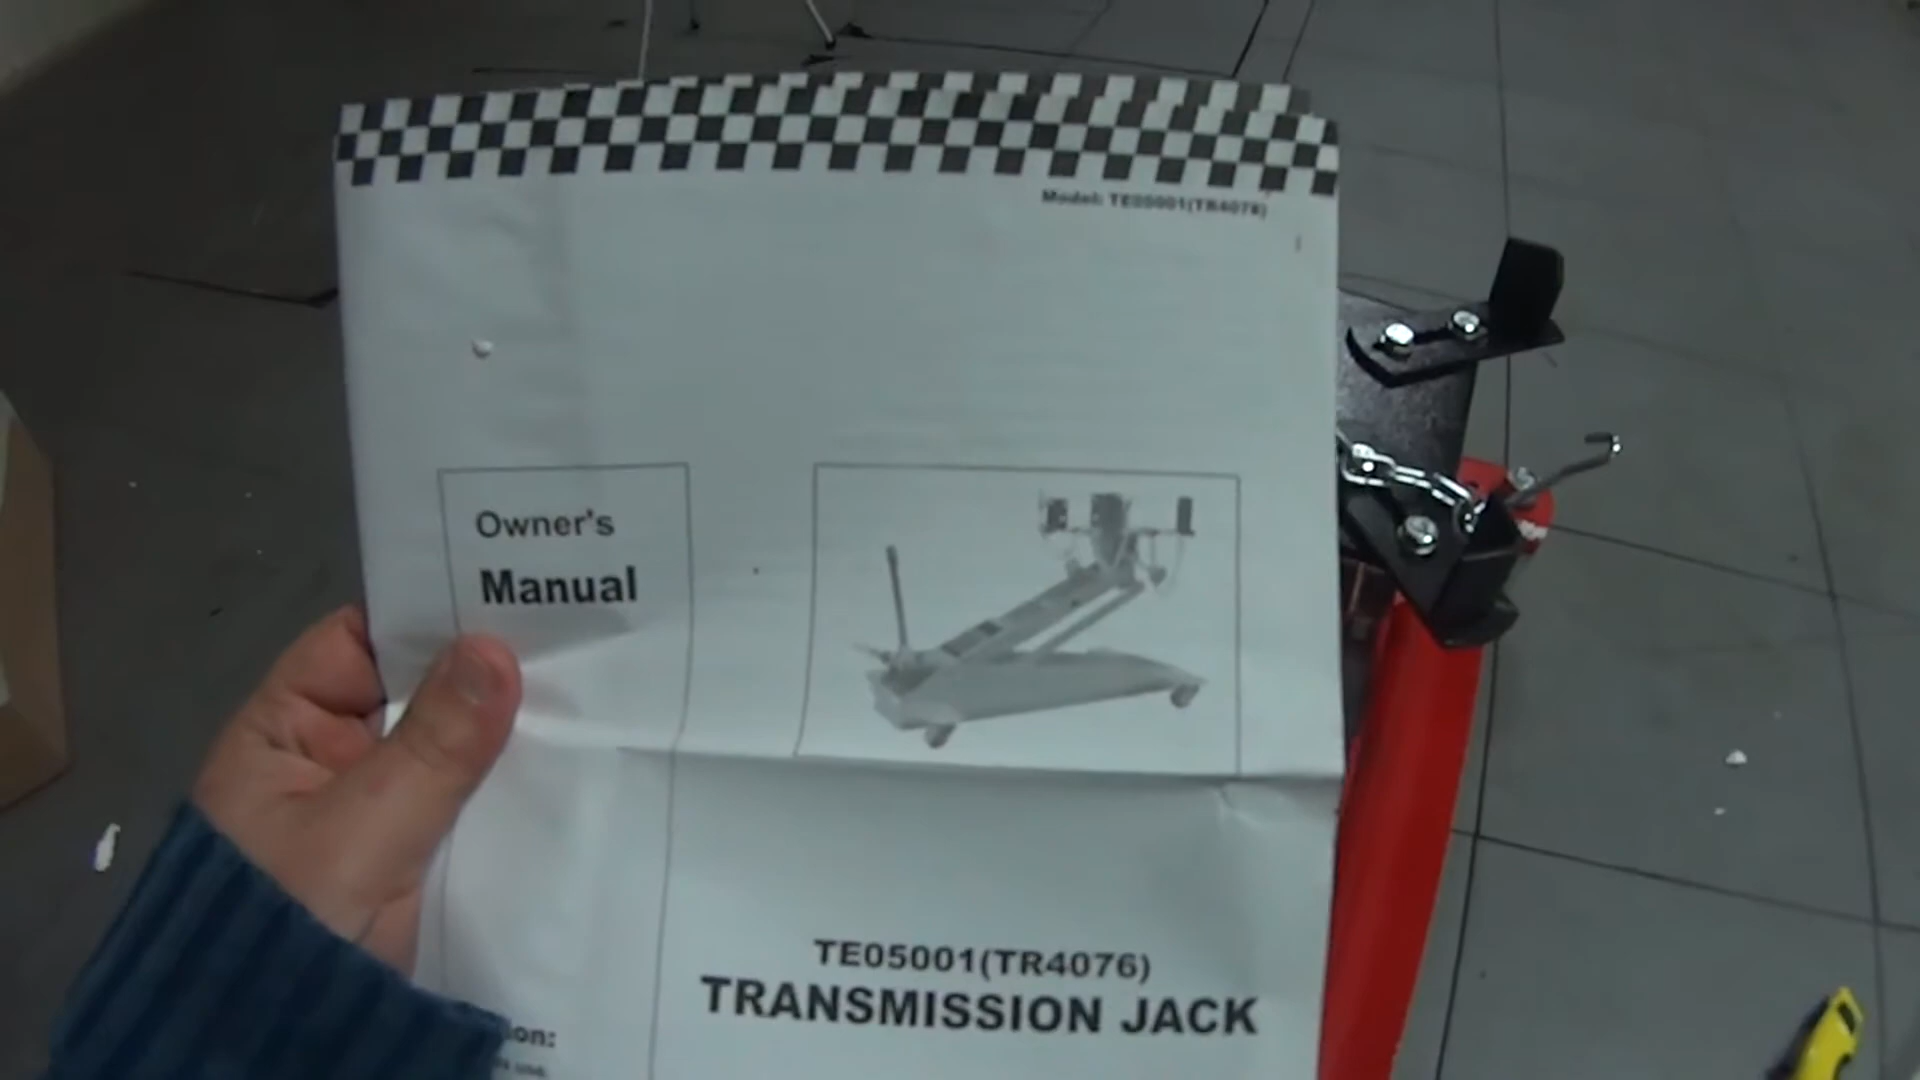 Model: TE05001(TR4076)
Owner's
Manual
TE05001(TR4076)
TRANSMISSION JACK